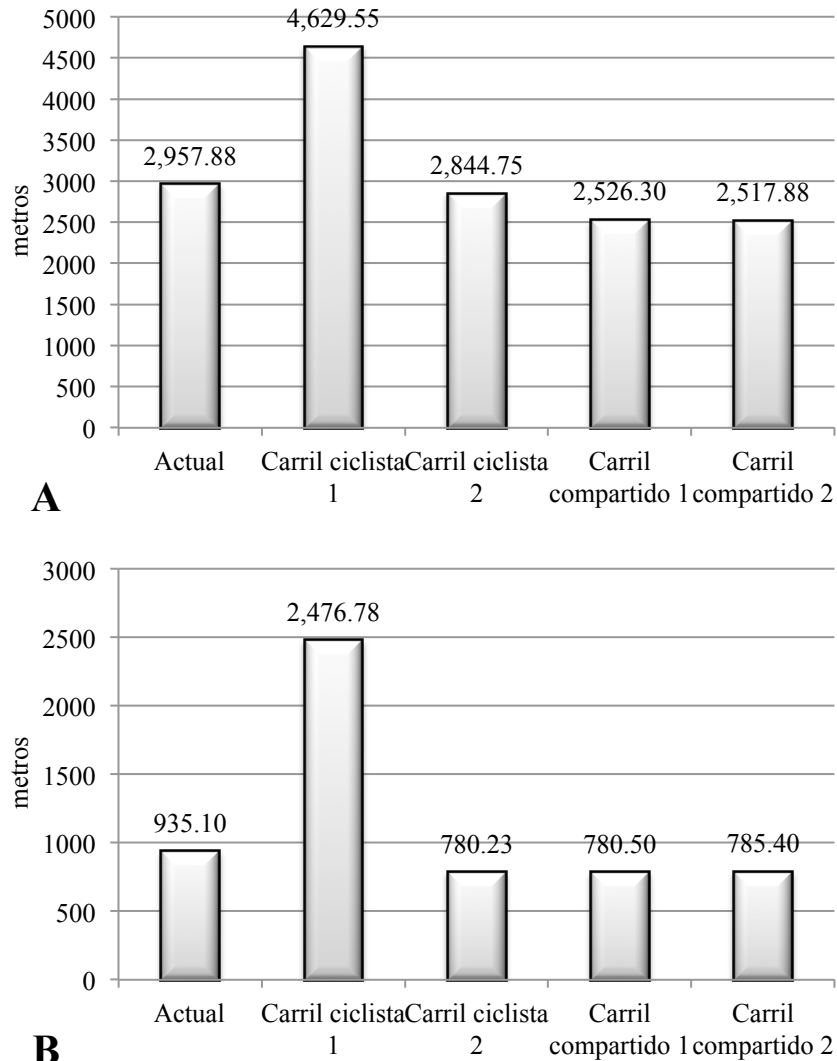 5000
4500
4000
3500
3000
2500
2000
1500
1000
500
0
metros
4,629.55
2,957.88
2,844.75
2,526.30
2,517.88
Actual
Carril ciclista
1
Carril ciclista
2
Carril
compartido 1
Carril
compartido 2
A
3000
2500
2000
1500
1000
500
0
metros
2,476.78
935.10
780.23
780.50
785.40
Actual
Carril ciclista
1
Carril ciclista
2
Carril
compartido 1
Carril
compartido 2
B